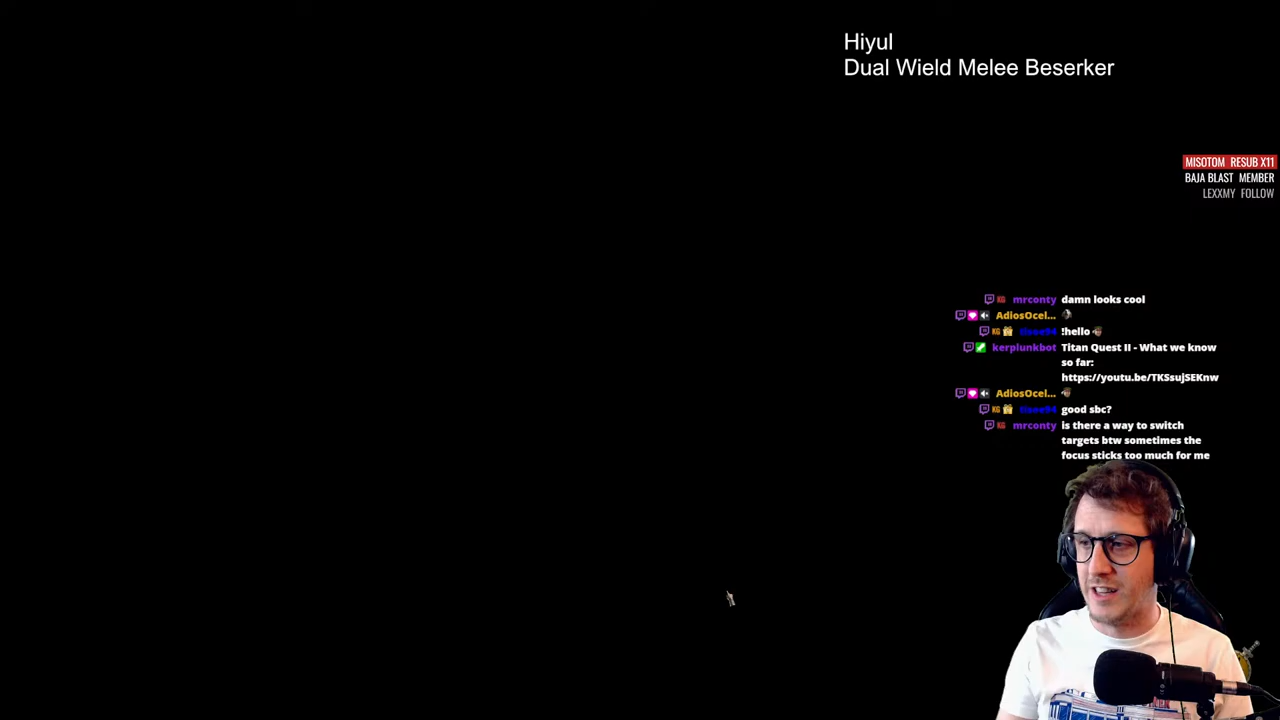 Hiyul
Dual Wield Melee Beserker
MISOTOM RESUB X11
BAJA BLAST MEMBER
LEXXMY FOLLOW
mrconty damn looks cool
AdiosOcel...
!hello
kerplunkbot Titan Quest II - What we know
so far:
https://youtu.be/TKSsujSEKnw
AdiosOcel...
good sbc?
mrconty is there a way to switch
targets btw sometimes the
focus sticks too much for me